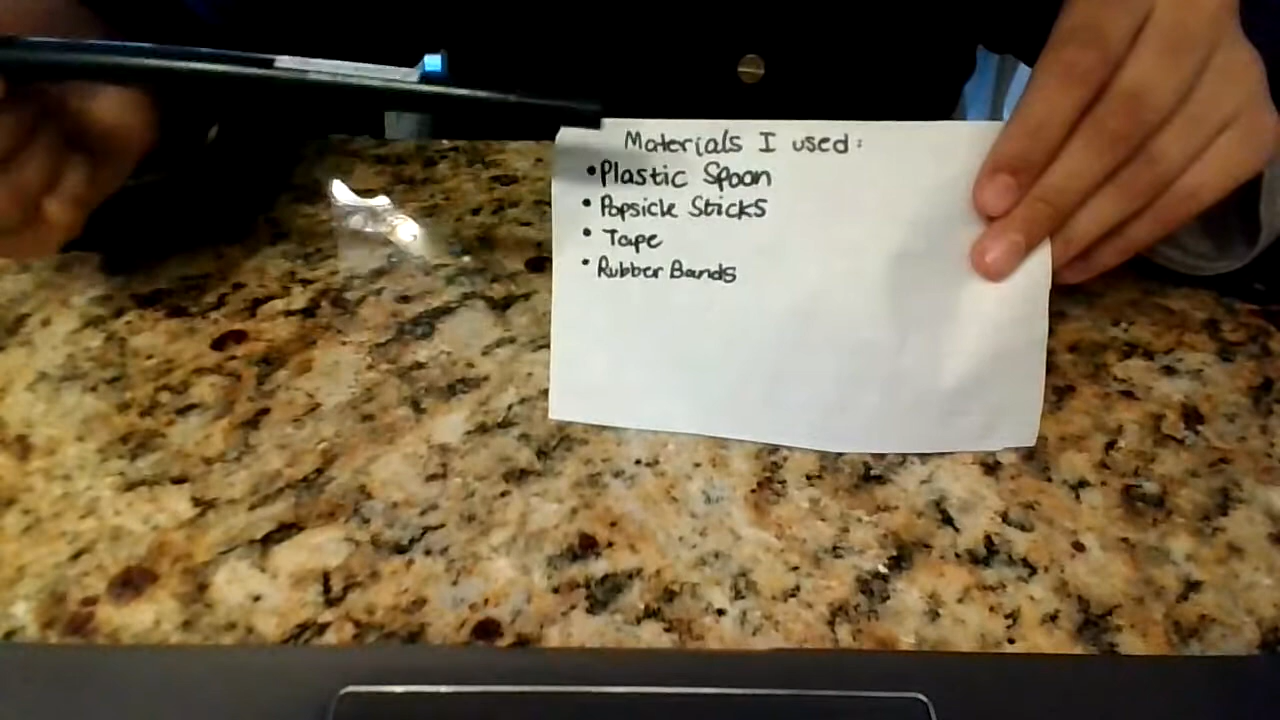 Materials I used:
• Plastic Spoon
• Popsicle Sticks
• Tape
• Rubber Bands